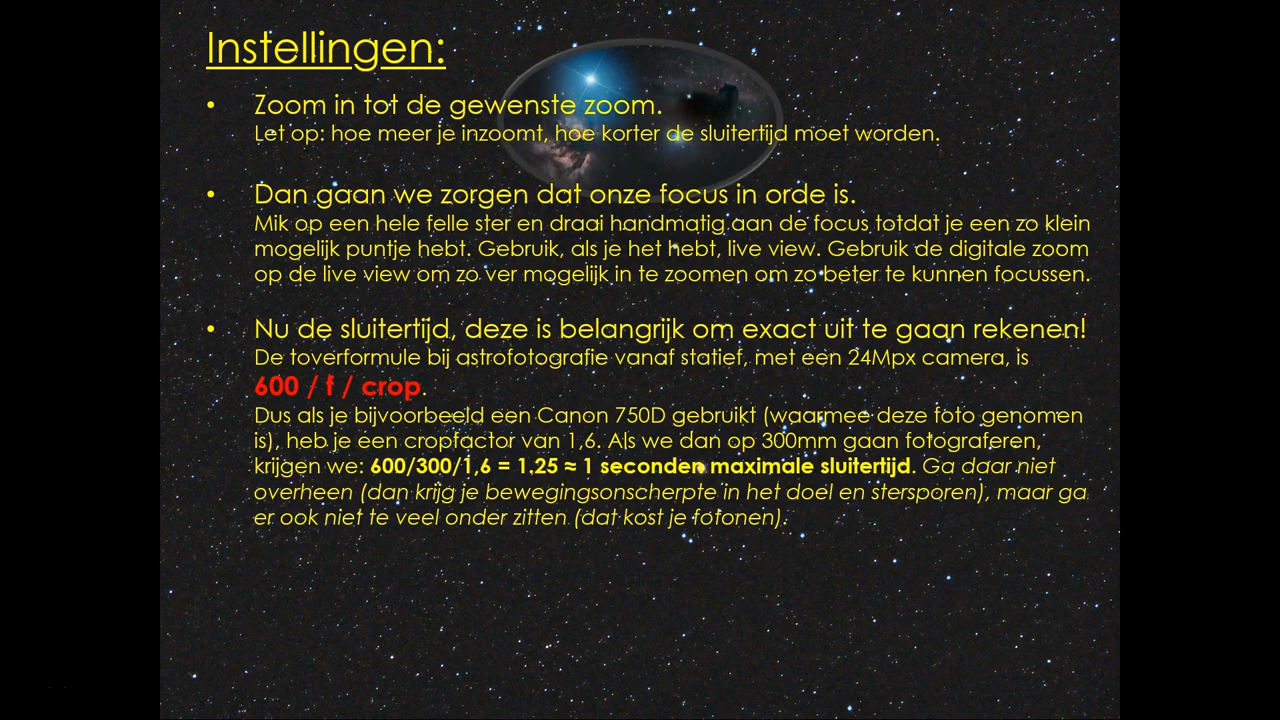 Instellingen:
• Zoom in tot de gewenste zoom.
Let op: hoe meer je inzoomt, hoe korter de sluitertijd moet worden.
• Dan gaan we zorgen dat onze focus in orde is.
Mik op een hele felle ster en draai handmatig aan de focus totdat je een zo klein
mogelijk puntje hebt. Gebruik, als je het hebt, live view. Gebruik de digitale zoom
op de live view om zo ver mogelijk in te zoomen om zo beter te kunnen focussen.
• Nu de sluitertijd, deze is belangrijk om exact uit te gaan rekenen!
De toverformule bij astrofotografie vanaf statief, met een 24Mpx camera, is
600 / f / crop.
Dus als je bijvoorbeeld een Canon 750D gebruikt (waarmee deze foto genomen
is), heb je een cropfactor van 1,6. Als we dan op 300mm gaan fotograferen,
krijgen we: 600/300/1,6 = 1,25 ≈ 1 seconden maximale sluitertijd. Ga daar niet
overheen (dan krijg je bewegingsonscherpte in het doel en stersporen), maar ga
er ook niet te veel onder zitten (dat kost je fotonen).